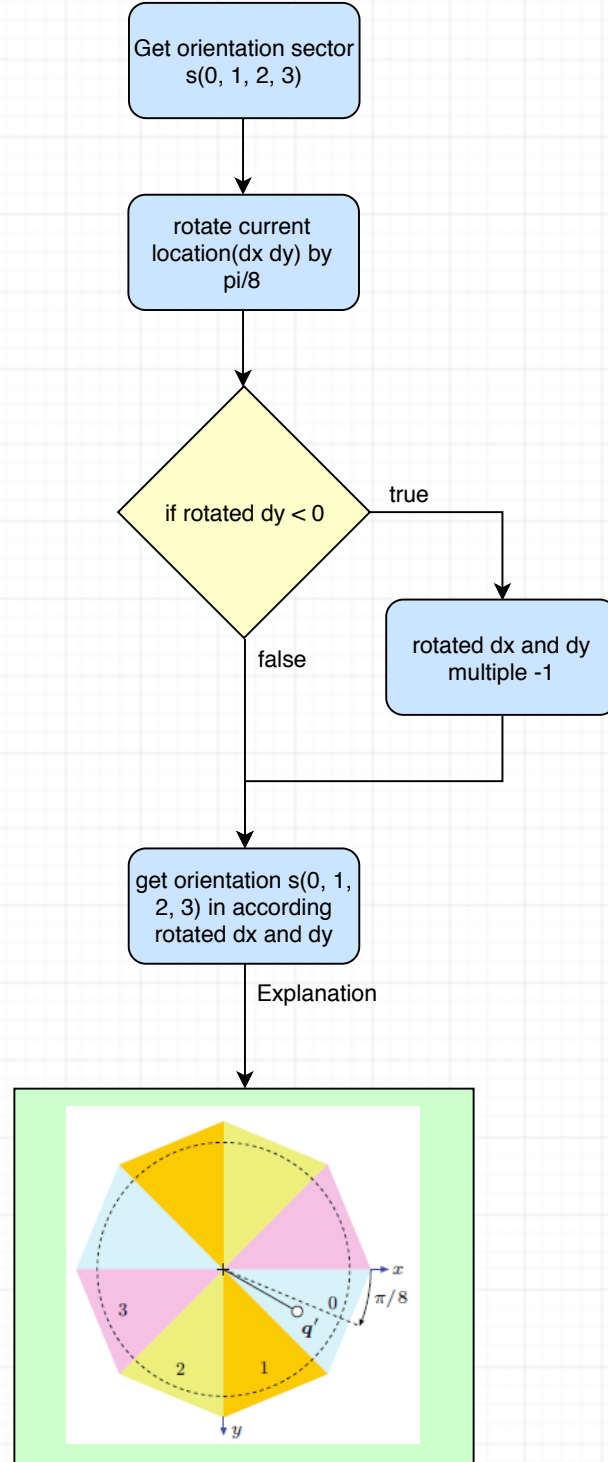 Get orientation sector
s(0, 1, 2, 3)
rotate current
location(dx dy) by
pi/8
if rotated dy < 0
true
rotated dx and dy
multiple -1
false
get orientation s(0, 1,
2, 3) in according
rotated dx and dy
Explanation
x
π/8
0
q′
3
2
1
y